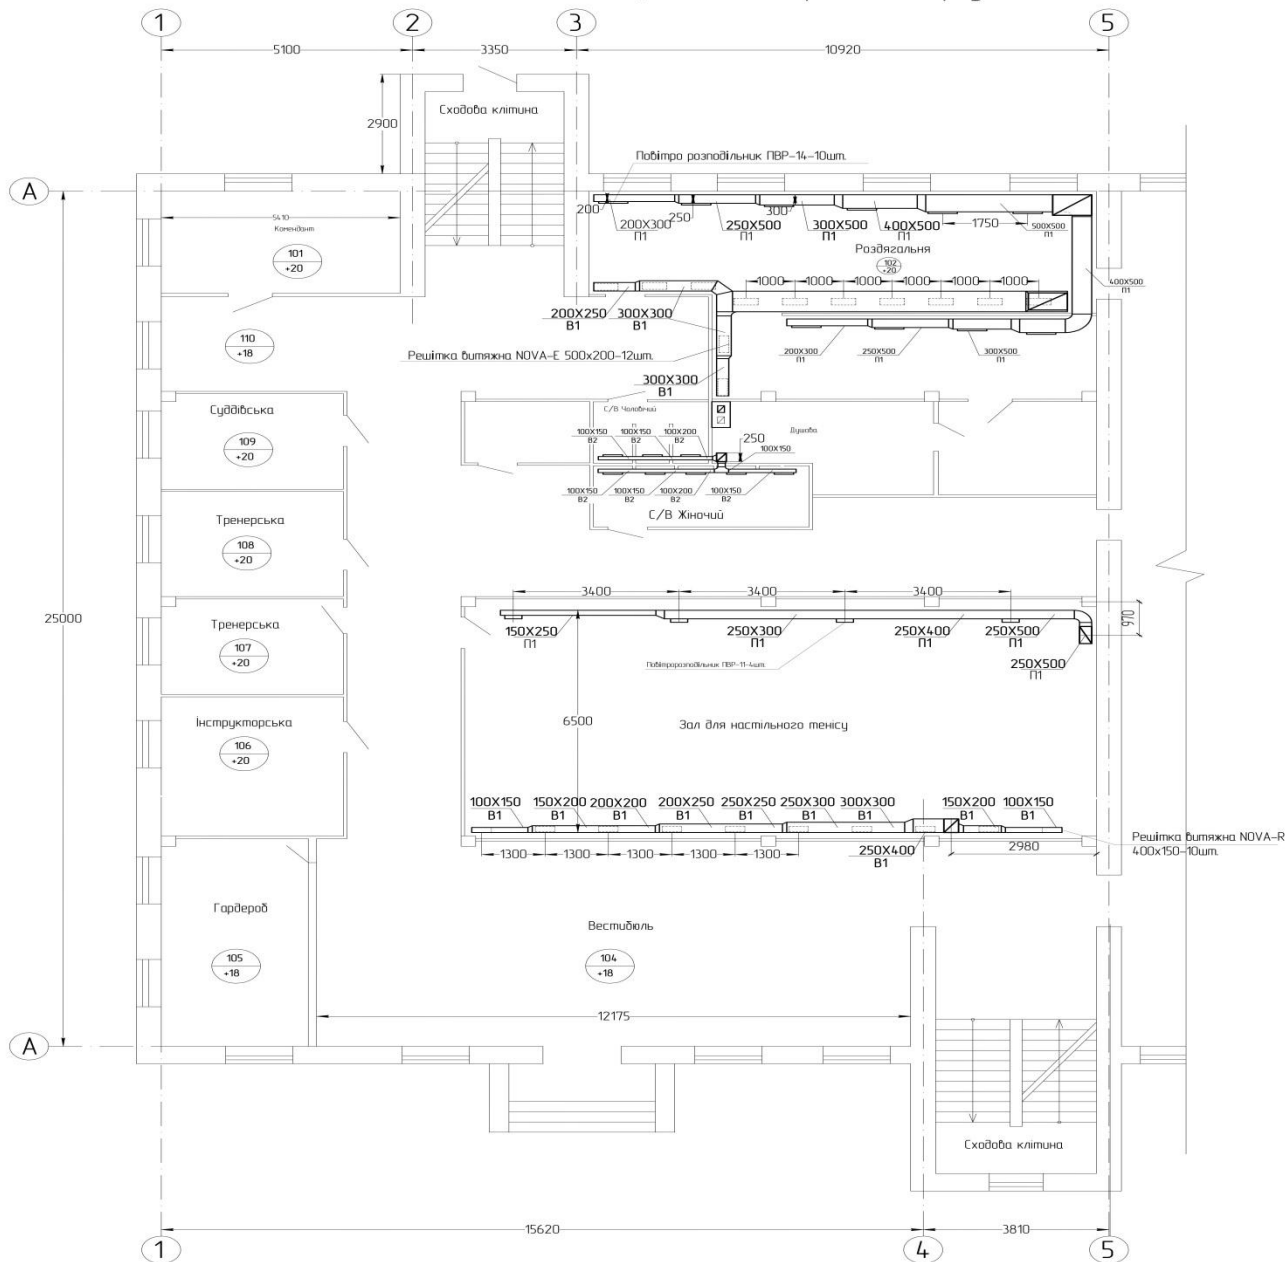 1
2
3
5
5100
3350
10920
Сходова клітина
2900
Повітра розподільник ПВР-14-10шт.
А
5410
Комендант
101
+20
200
200X300
П1
250
250X500
П1
300
300X500
П1
400X500
П1
1750
500X500
П1
Роздягальня
102
+20
400X500
П1
1000
1000
1000
1000
1000
1000
200X250
В1
300X300
В1
110
+18
Решітка витяжна NOVA-E 500x200-12шт.
200X300
П1
250X500
П1
300X500
П1
300X300
В1
Суддівська
109
+20
С/В Чоловічий
Душова
100X150
В2
100X150
В2
100X200
В2
250
100X150
100X150
В2
100X150
В2
100X200
В2
100X150
В2
С/В Жіночий
Тренерська
108
+20
25000
3400
3400
3400
970
Тренерська
107
+20
150X250
П1
250X300
П1
250X400
П1
250X500
П1
250X500
П1
Повітророзподільник ПВР-11-4шт.
6500
Зал для настільного тенісу
Інструкторська
106
+20
100X150
В1
150X200
В1
200X200
В1
200X250
В1
250X250
В1
250X300
В1
300X300
В1
150X200
В1
100X150
В1
Решітка витяжна NOVA-R
400x150-10шт.
1300
1300
1300
1300
1300
250X400
В1
2980
Гардероб
105
+18
Вестибюль
104
+18
12175
А
Сходова клітина
15620
3810
1
4
5